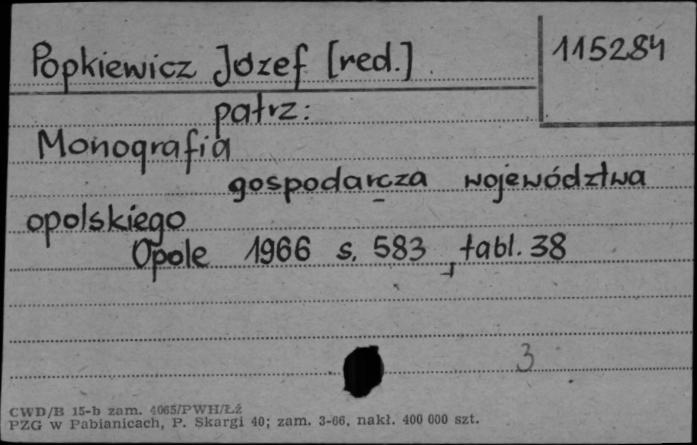 Popkiewicz Józef [red.] 115284
patrz:
Monografia
gospodarcza województwa
opolskiego
Opole 1966 s. 583, tabl. 38
3
CWD/B 15-b zam. 4065/PWH/Łź
PZG w Pabianicach, P. Skargi 40; zam. 3-66, nakł. 400 000 szt.